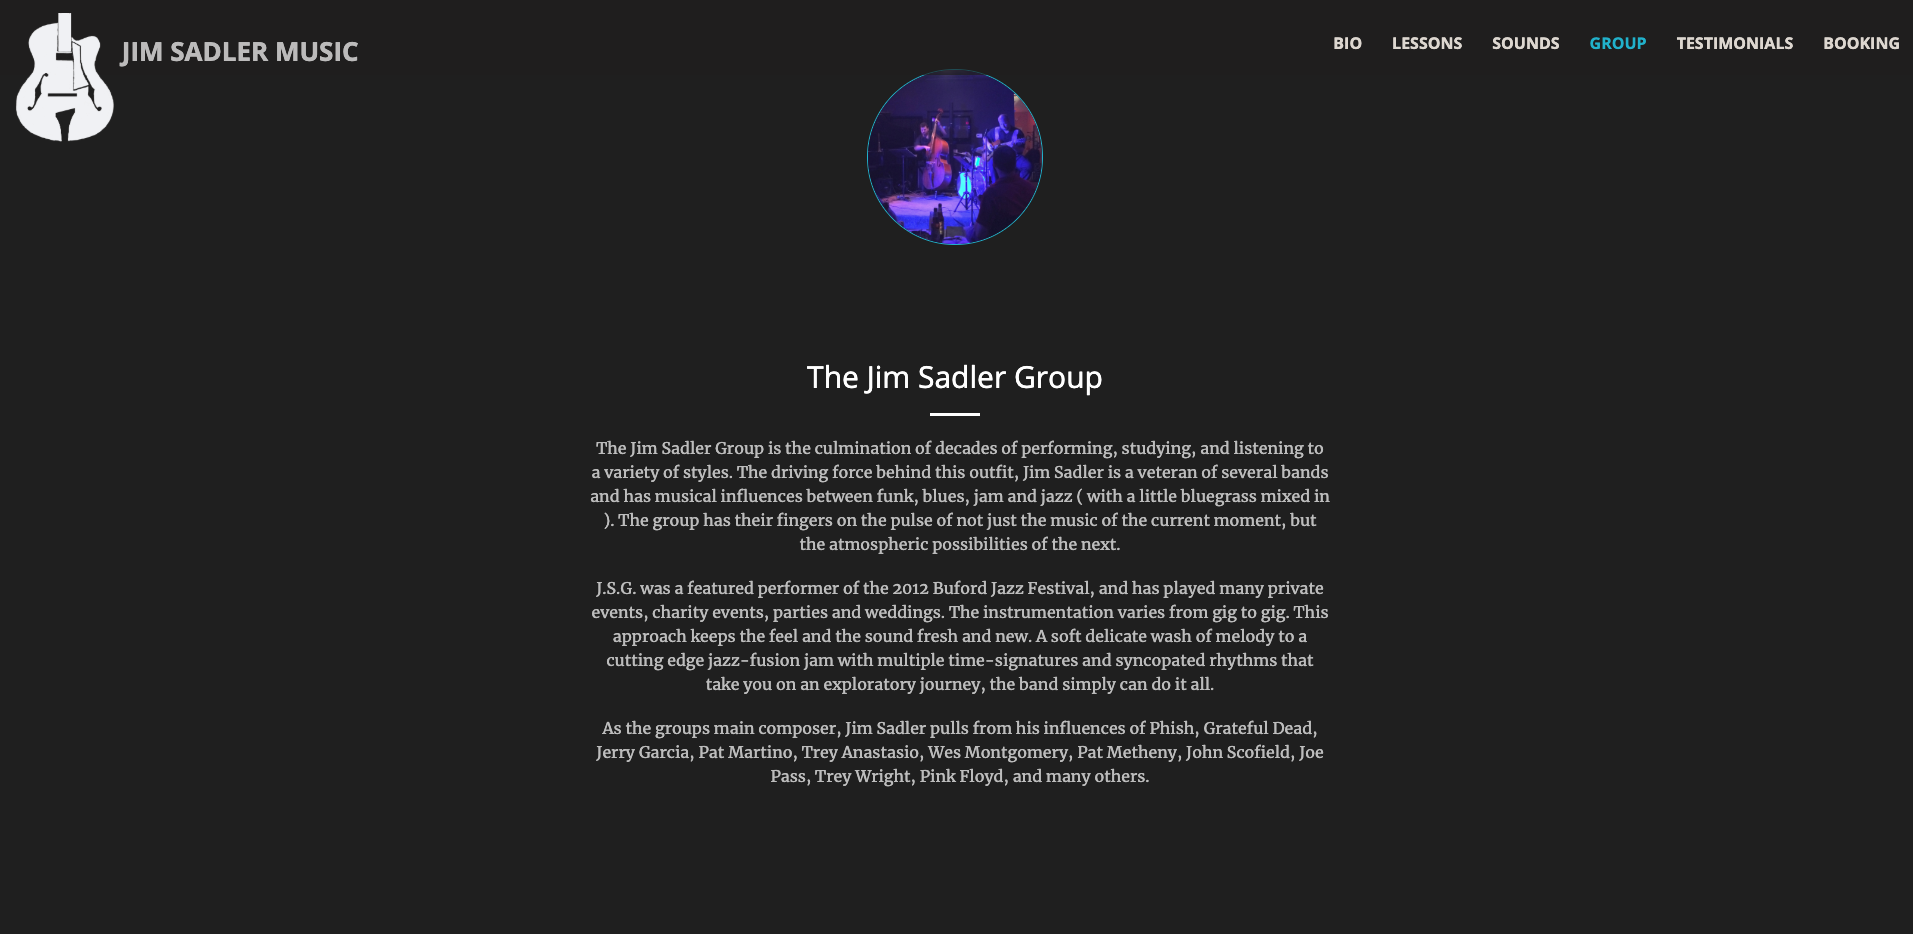 JIM SADLER MUSIC
BIO LESSONS SOUNDS GROUP TESTIMONIALS BOOKING
The Jim Sadler Group
The Jim Sadler Group is the culmination of decades of performing, studying, and listening to
a variety of styles. The driving force behind this outfit, Jim Sadler is a veteran of several bands
and has musical influences between funk, blues, jam and jazz ( with a little bluegrass mixed in
). The group has their fingers on the pulse of not just the music of the current moment, but
the atmospheric possibilities of the next.
J.S.G. was a featured performer of the 2012 Buford Jazz Festival, and has played many private
events, charity events, parties and weddings. The instrumentation varies from gig to gig. This
approach keeps the feel and the sound fresh and new. A soft delicate wash of melody to a
cutting edge jazz-fusion jam with multiple time-signatures and syncopated rhythms that
take you on an exploratory journey, the band simply can do it all.
As the groups main composer, Jim Sadler pulls from his influences of Phish, Grateful Dead,
Jerry Garcia, Pat Martino, Trey Anastasio, Wes Montgomery, Pat Metheny, John Scofield, Joe
Pass, Trey Wright, Pink Floyd, and many others.